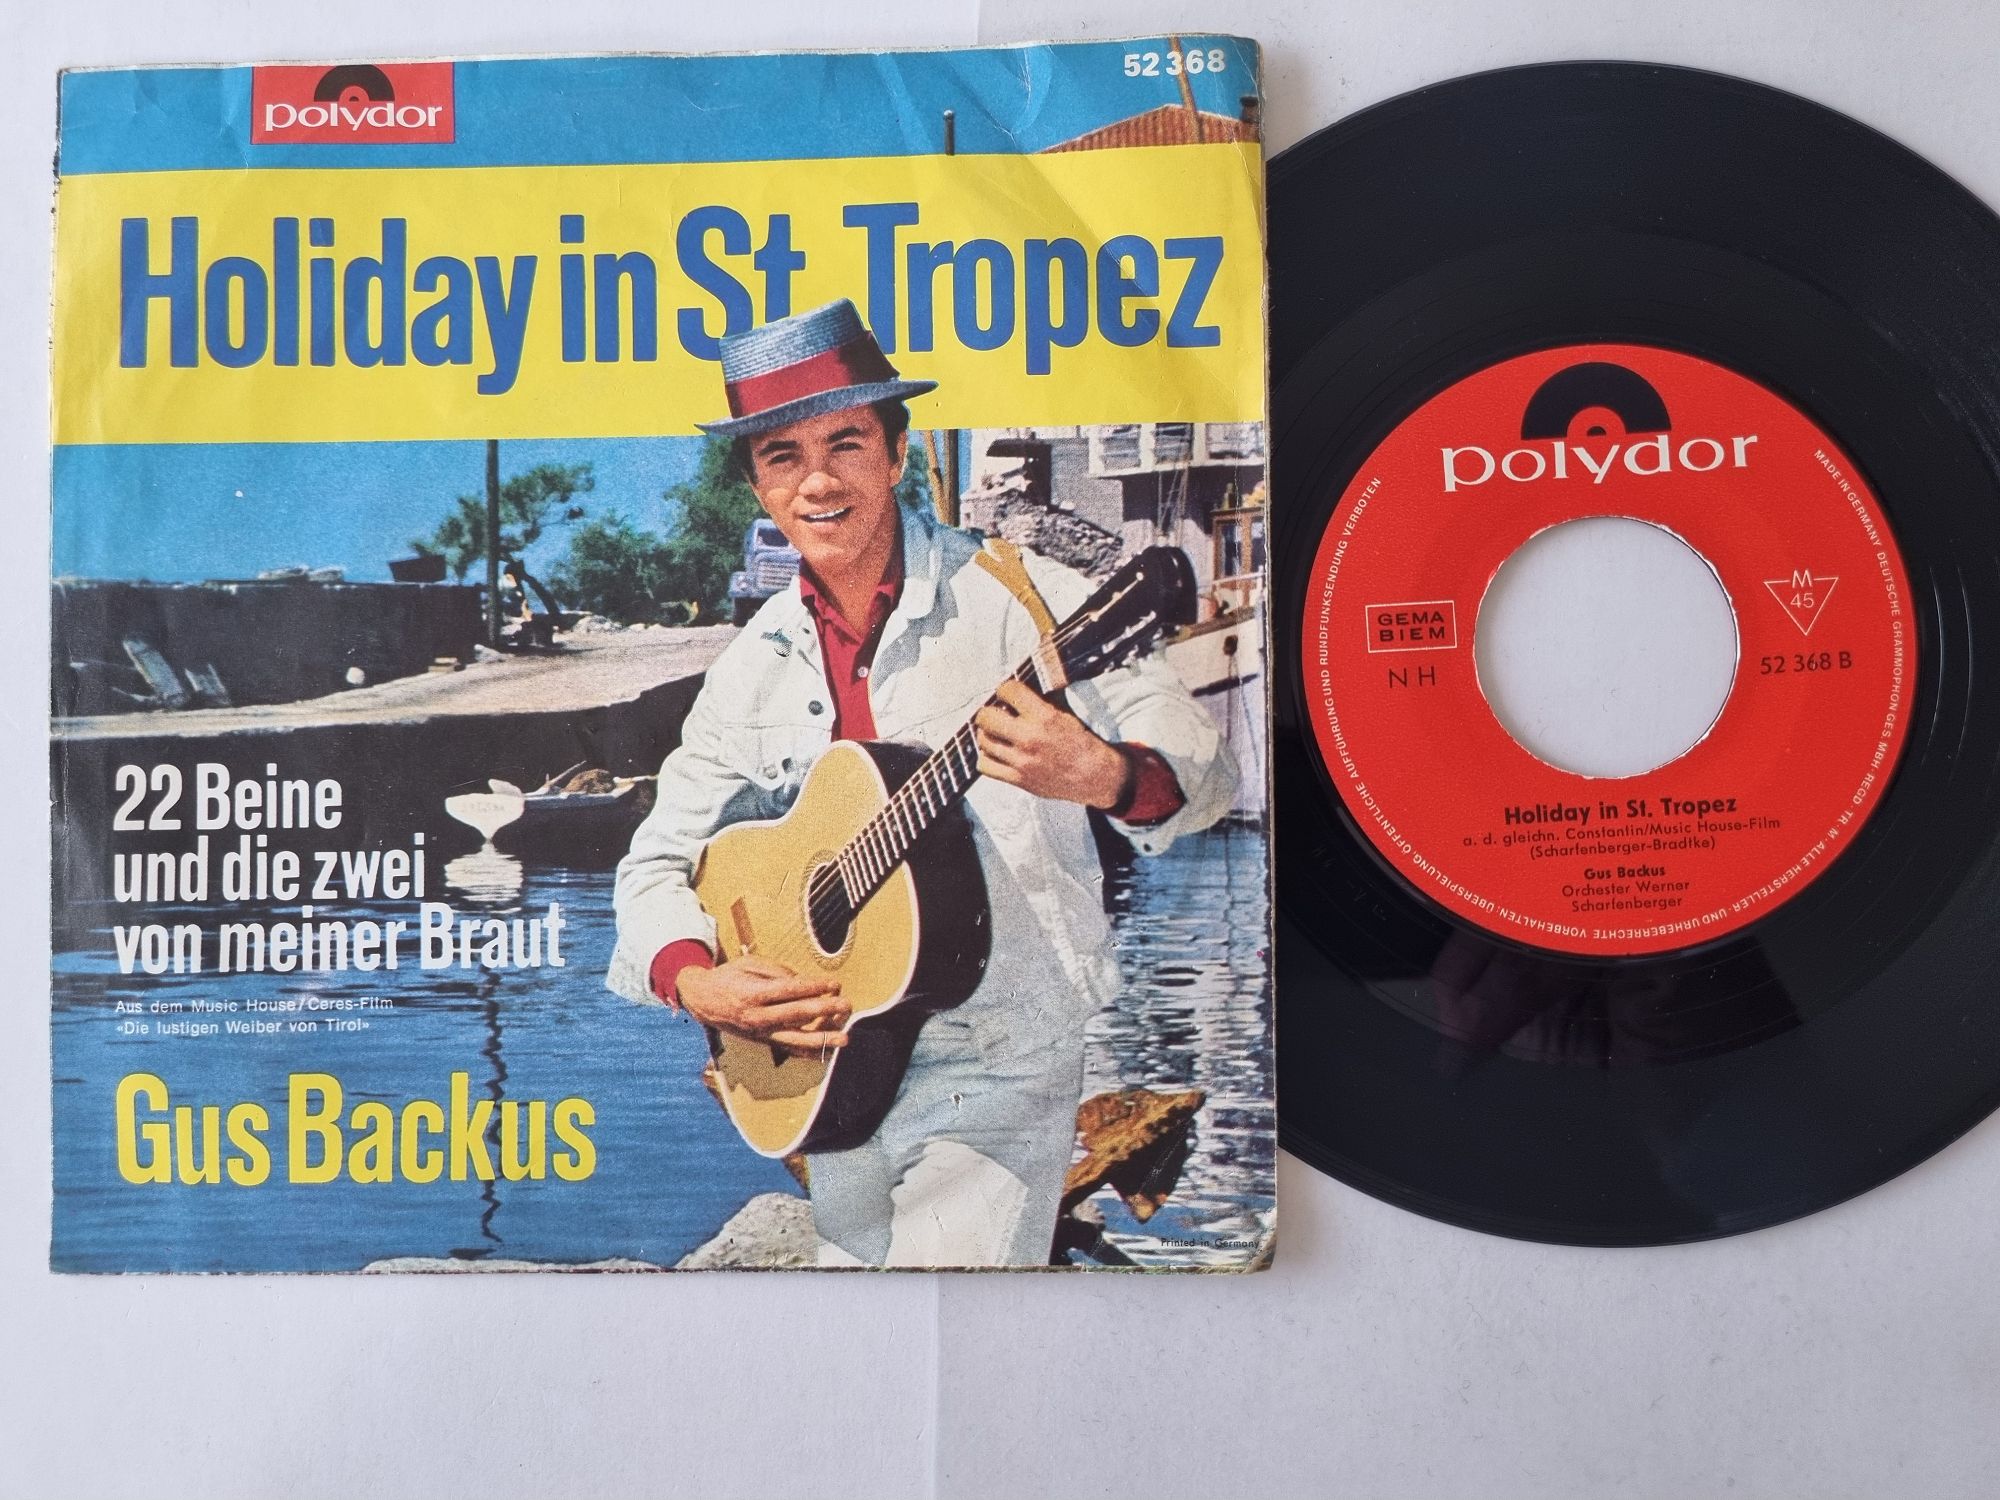 polydor
52 368
Holiday in St. Tropez
22 Beine
und die zwei
von meiner Braut
Aus dem Music House/Ceres-Film
«Die lustigen Weiber von Tirol»
Gus Backus
Printed in Germany
polydor
MADE IN GERMANY DEUTSCHE GRAMMOPHON GES. MBH · REGD · TR. M. ALLE HERSTELLER- UND URHEBERRECHTE VORBEHALTEN: ÜBERSPIELUNG, ÖFFENTLICHE AUFFÜHRUNG UND RUNDFUNKSENDUNG VERBOTEN
GEMA
BIEM
N H
M
45
52 368 B
Holiday in St. Tropez
a. d. gleichn. Constantin/Music House-Film
(Scharfenberger-Bradtke)
Gus Backus
Orchester Werner
Scharfenberger